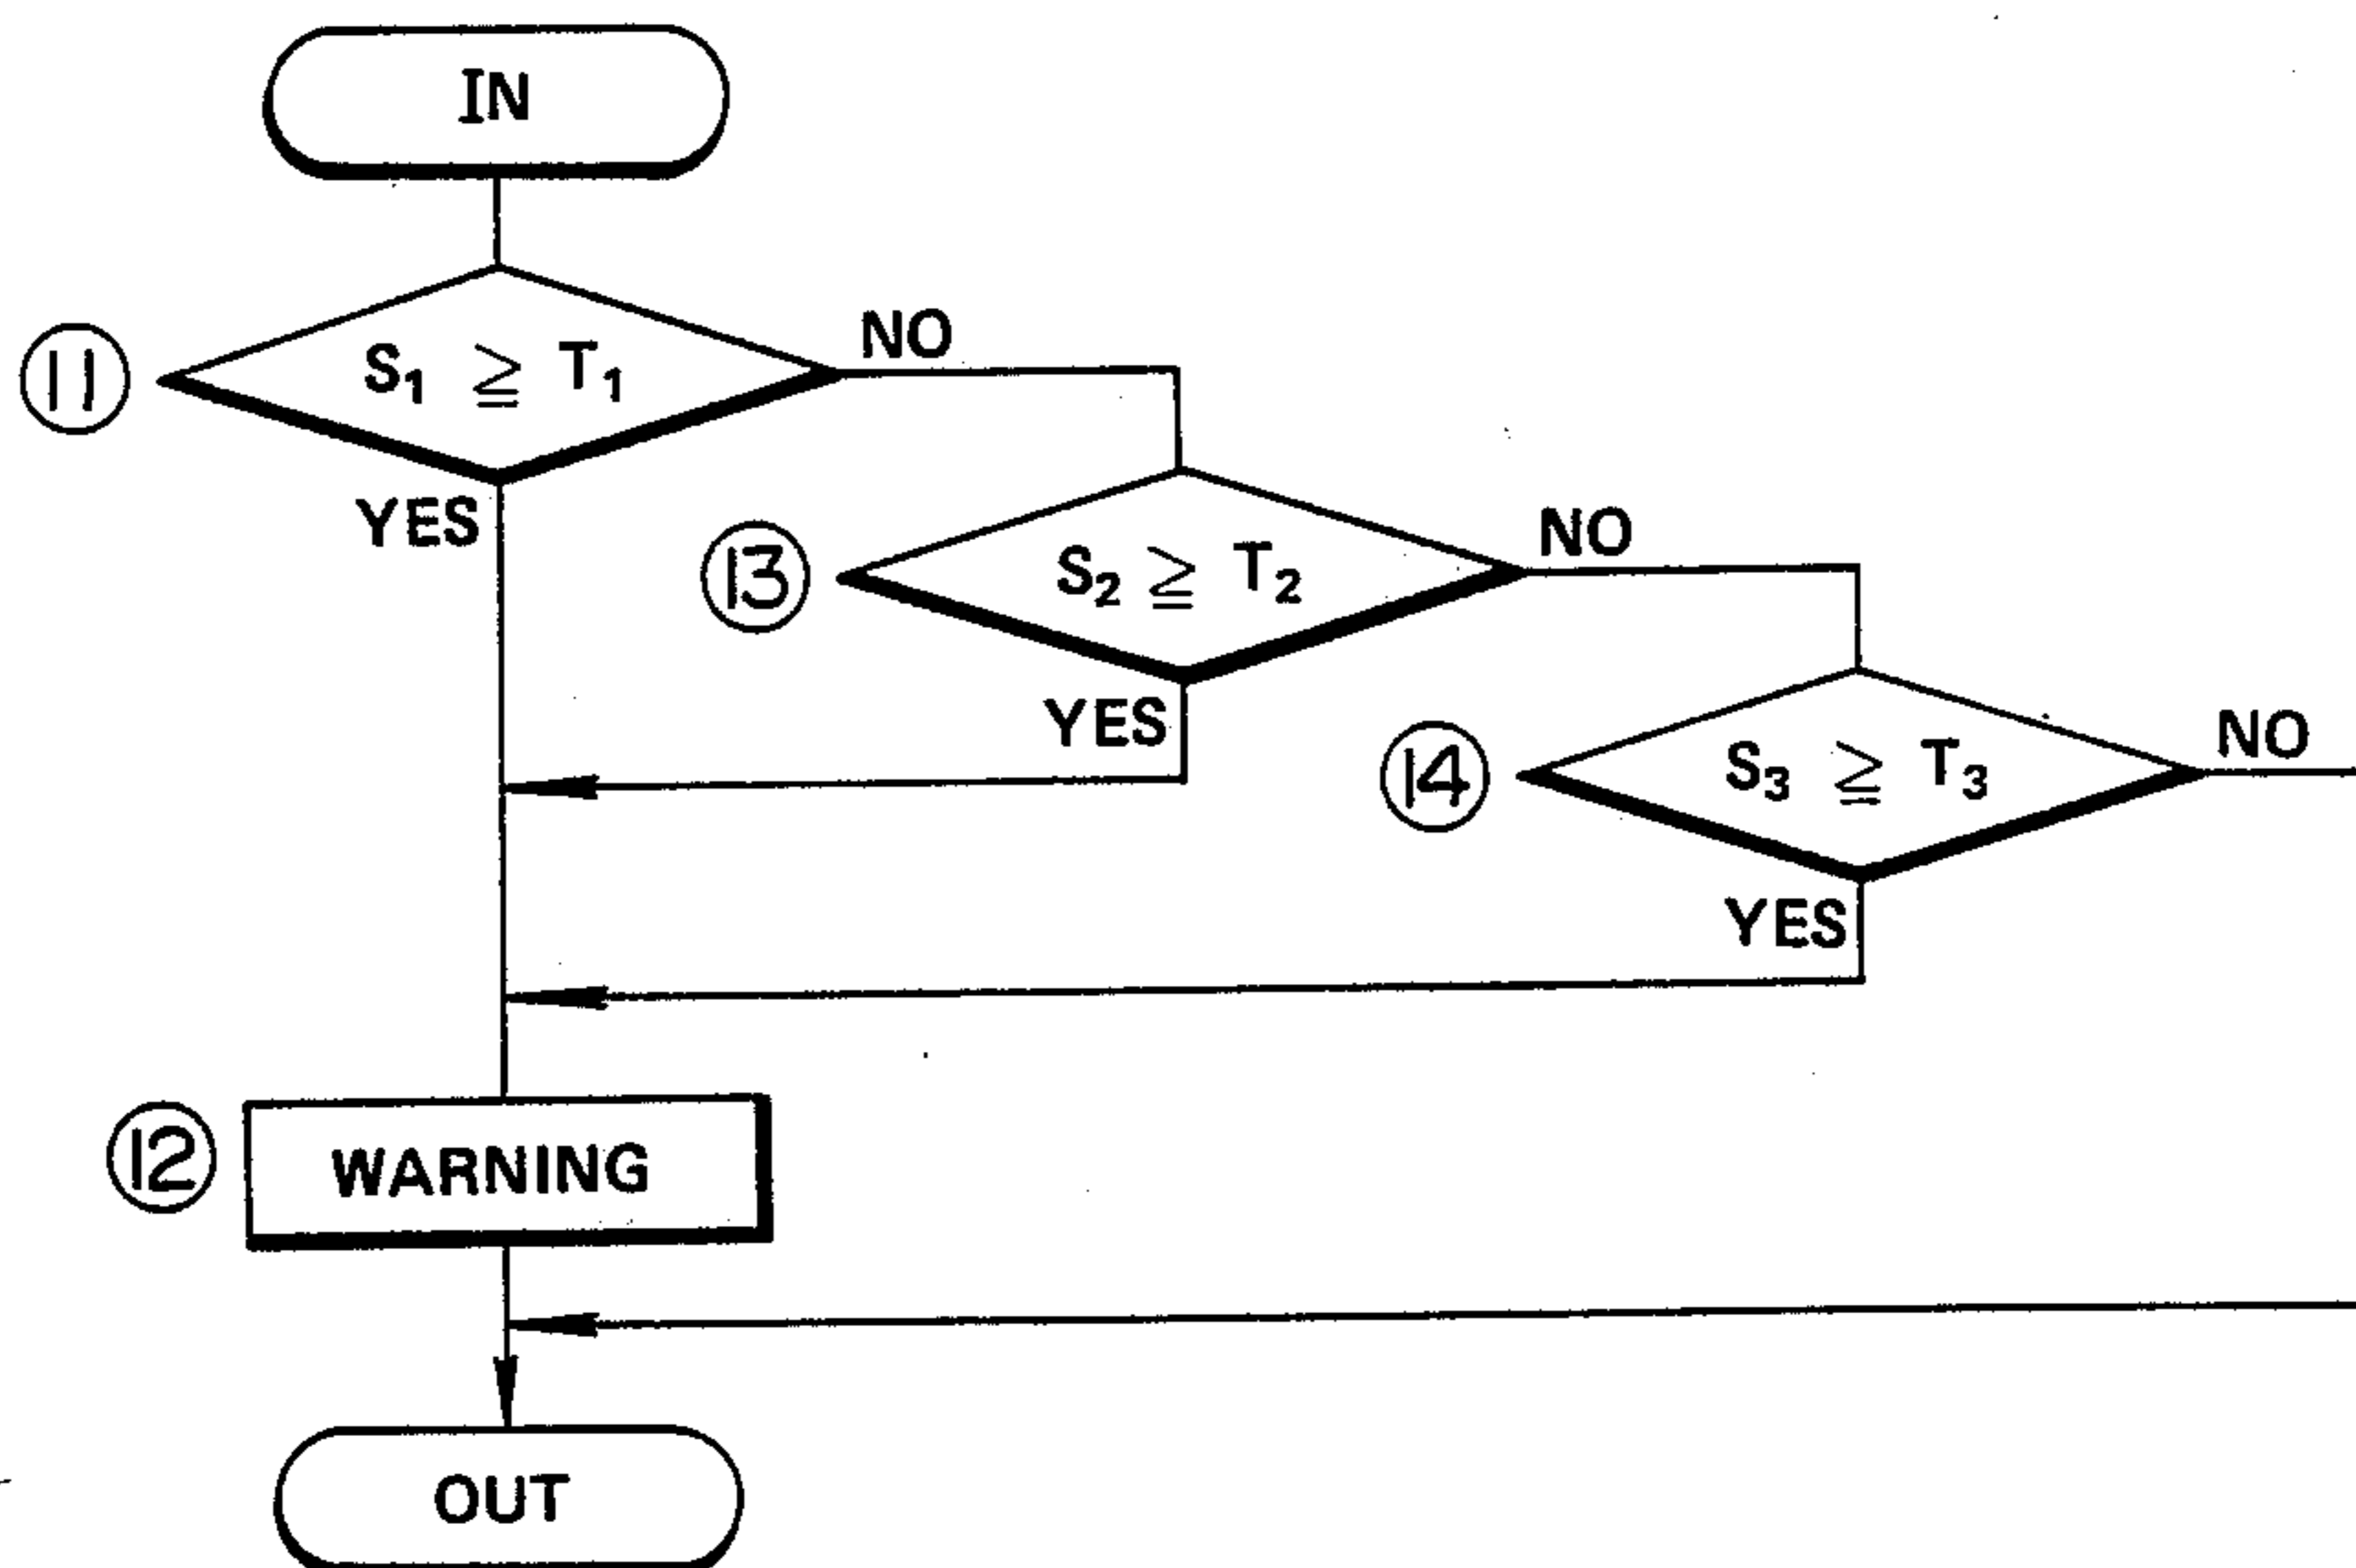 IN
⑪ S₁ ≧ T₁ NO
YES
⑬ S₂ ≧ T₂ NO
YES
⑭ S₃ ≧ T₃ NO
YES
⑫ WARNING
OUT